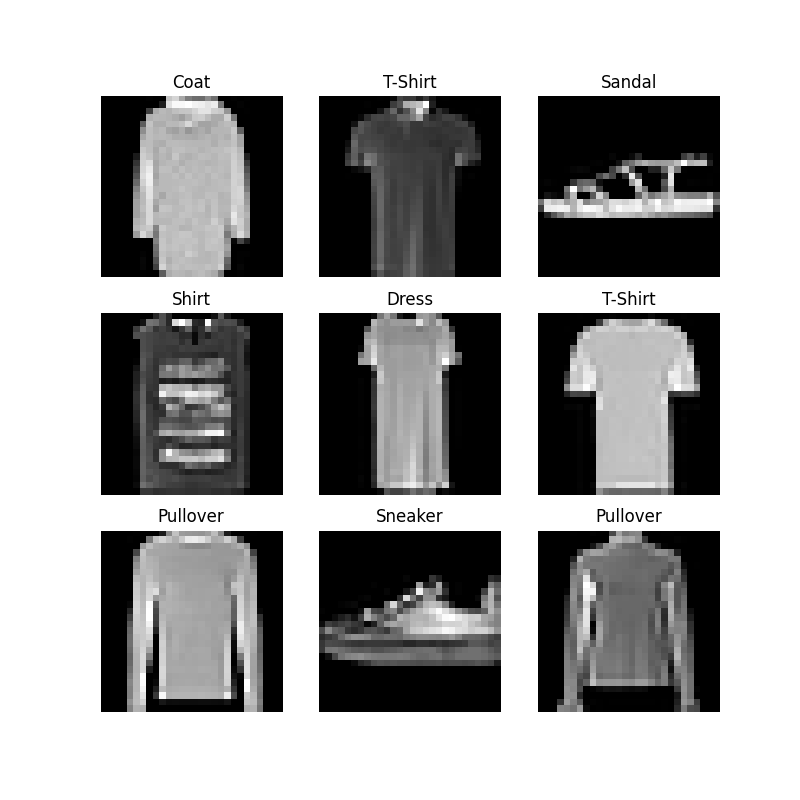 Coat
T-Shirt
Sandal
Shirt
Dress
T-Shirt
Pullover
Sneaker
Pullover